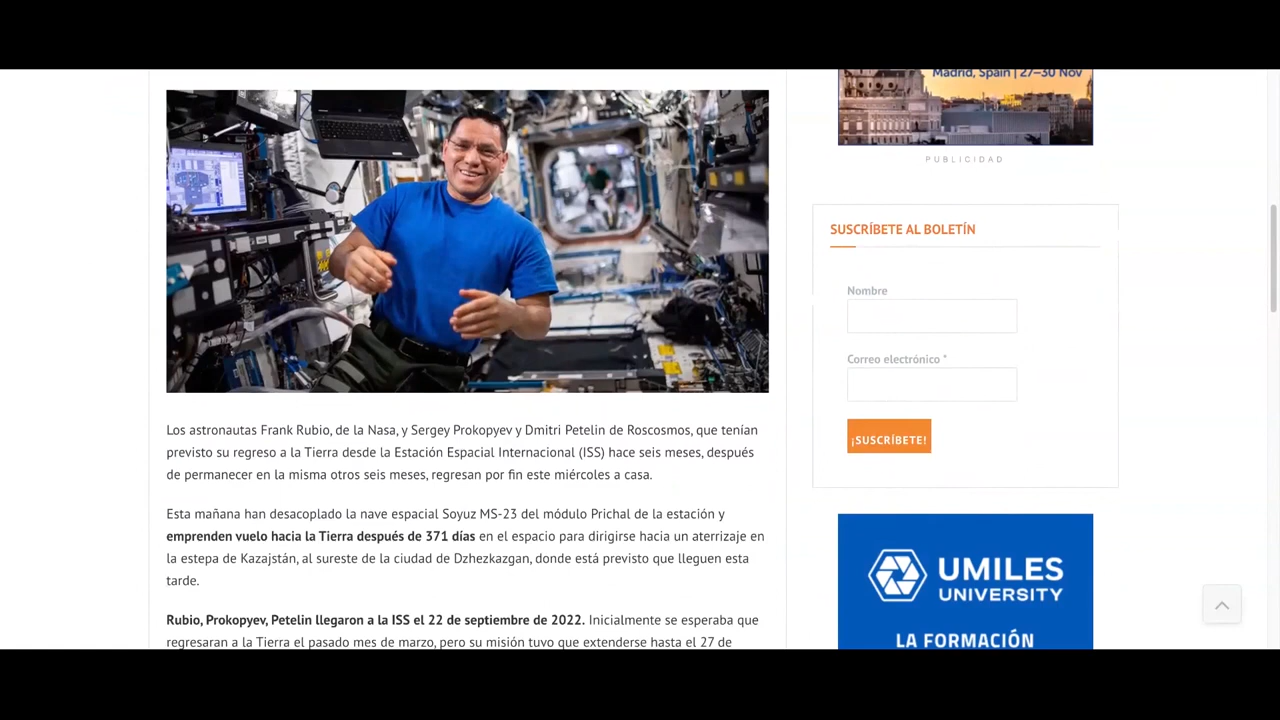 Madrid, Spain | 27–30 Nov
PUBLICIDAD
SUSCRÍBETE AL BOLETÍN
Nombre
Correo electrónico *
¡SUSCRÍBETE!
Los astronautas Frank Rubio, de la Nasa, y Sergey Prokopyev y Dmitri Petelin de Roscosmos, que tenían
previsto su regreso a la Tierra desde la Estación Espacial Internacional (ISS) hace seis meses, después
de permanecer en la misma otros seis meses, regresan por fin este miércoles a casa.
Esta mañana han desacoplado la nave espacial Soyuz MS-23 del módulo Prichal de la estación y
emprenden vuelo hacia la Tierra después de 371 días en el espacio para dirigirse hacia un aterrizaje en
la estepa de Kazajstán, al sureste de la ciudad de Dzhezkazgan, donde está previsto que lleguen esta
tarde.
Rubio, Prokopyev, Petelin llegaron a la ISS el 22 de septiembre de 2022. Inicialmente se esperaba que
regresaran a la Tierra el pasado mes de marzo, pero su misión tuvo que extenderse hasta el 27 de
UMILES
UNIVERSITY
LA FORMACIÓN